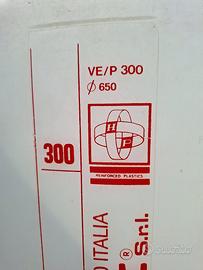 VE/P 300
Ø 650
300
H
P
REINFORCED PLASTICS
O ITALIA
® S.r.l.